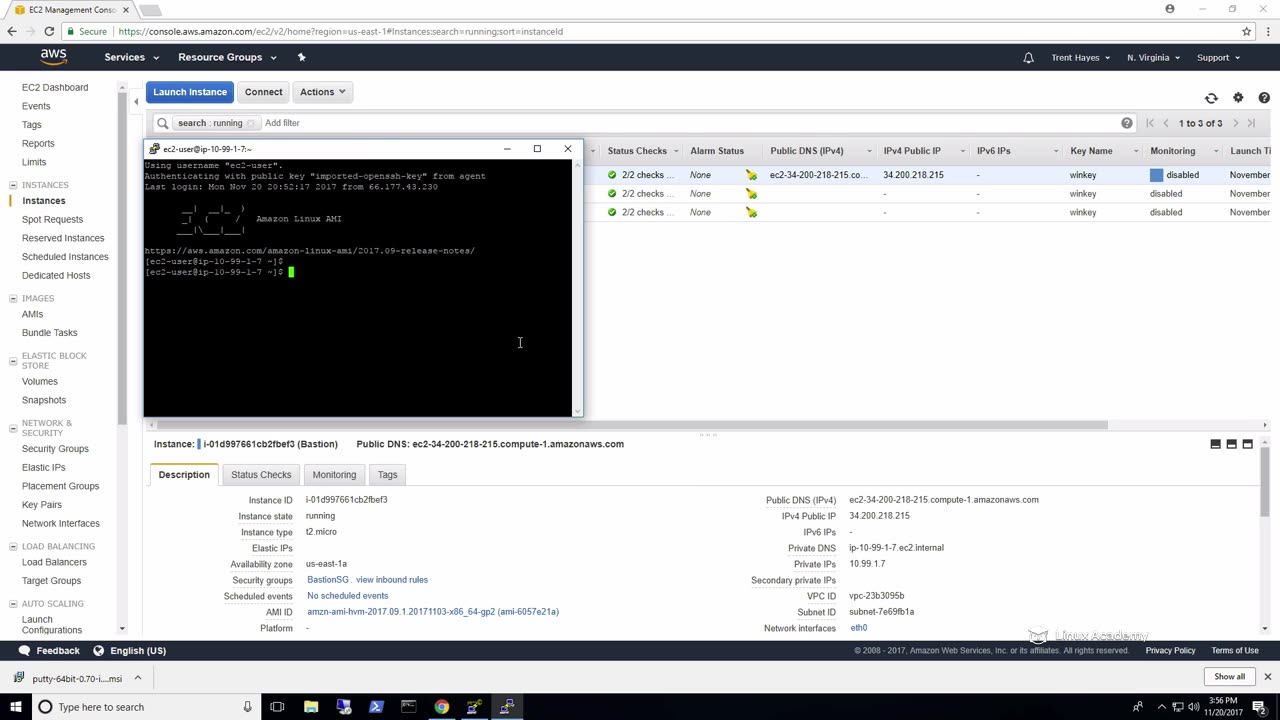 EC2 Management Conso
Secure https://console.aws.amazon.com/ec2/v2/home?region=us-east-1#Instances:search=running;sort=instanceId
aws Services Resource Groups Trent Hayes N. Virginia Support
EC2 Dashboard
Events
Tags
Reports
Limits
INSTANCES
Instances
Spot Requests
Reserved Instances
Scheduled Instances
Dedicated Hosts
IMAGES
AMIs
Bundle Tasks
ELASTIC BLOCK
STORE
Volumes
Snapshots
NETWORK &
SECURITY
Security Groups
Elastic IPs
Placement Groups
Key Pairs
Network Interfaces
LOAD BALANCING
Load Balancers
Target Groups
AUTO SCALING
Launch
Configurations
Launch Instance Connect Actions
search : running Add filter 1 to 3 of 3
Status Checks Alarm Status Public DNS (IPv4) IPv4 Public IP IPv6 IPs Key Name Monitoring Launch Ti
2/2 checks ... None ec2-34-200-218-215.co... 34.200.218.215 - winkey disabled November
2/2 checks ... None - - winkey disabled November
2/2 checks ... None - - winkey disabled November
ec2-user@ip-10-99-1-7:~
Using username "ec2-user".
Authenticating with public key "imported-openssh-key" from agent
Last login: Mon Nov 20 20:52:17 2017 from 66.177.43.230
__| __|_ )
_| ( / Amazon Linux AMI
___|\___|___|
https://aws.amazon.com/amazon-linux-ami/2017.09-release-notes/
[ec2-user@ip-10-99-1-7 ~]$
[ec2-user@ip-10-99-1-7 ~]$
Instance: i-01d997661cb2fbef3 (Bastion) Public DNS: ec2-34-200-218-215.compute-1.amazonaws.com
Description Status Checks Monitoring Tags
Instance ID i-01d997661cb2fbef3 Public DNS (IPv4) ec2-34-200-218-215.compute-1.amazonaws.com
Instance state running IPv4 Public IP 34.200.218.215
Instance type t2.micro IPv6 IPs -
Elastic IPs Private DNS ip-10-99-1-7.ec2.internal
Availability zone us-east-1a Private IPs 10.99.1.7
Security groups BastionSG . view inbound rules Secondary private IPs
Scheduled events No scheduled events VPC ID vpc-23b3095b
AMI ID amzn-ami-hvm-2017.09.1.20171103-x86_64-gp2 (ami-6057e21a) Subnet ID subnet-7e69fb1a
Platform - Network interfaces eth0
Linux Academy
Feedback English (US) © 2008 - 2017, Amazon Web Services, Inc. or its affiliates. All rights reserved. Privacy Policy Terms of Use
putty-64bit-0.70-i....msi Show all
Type here to search 3:56 PM
11/20/2017
2